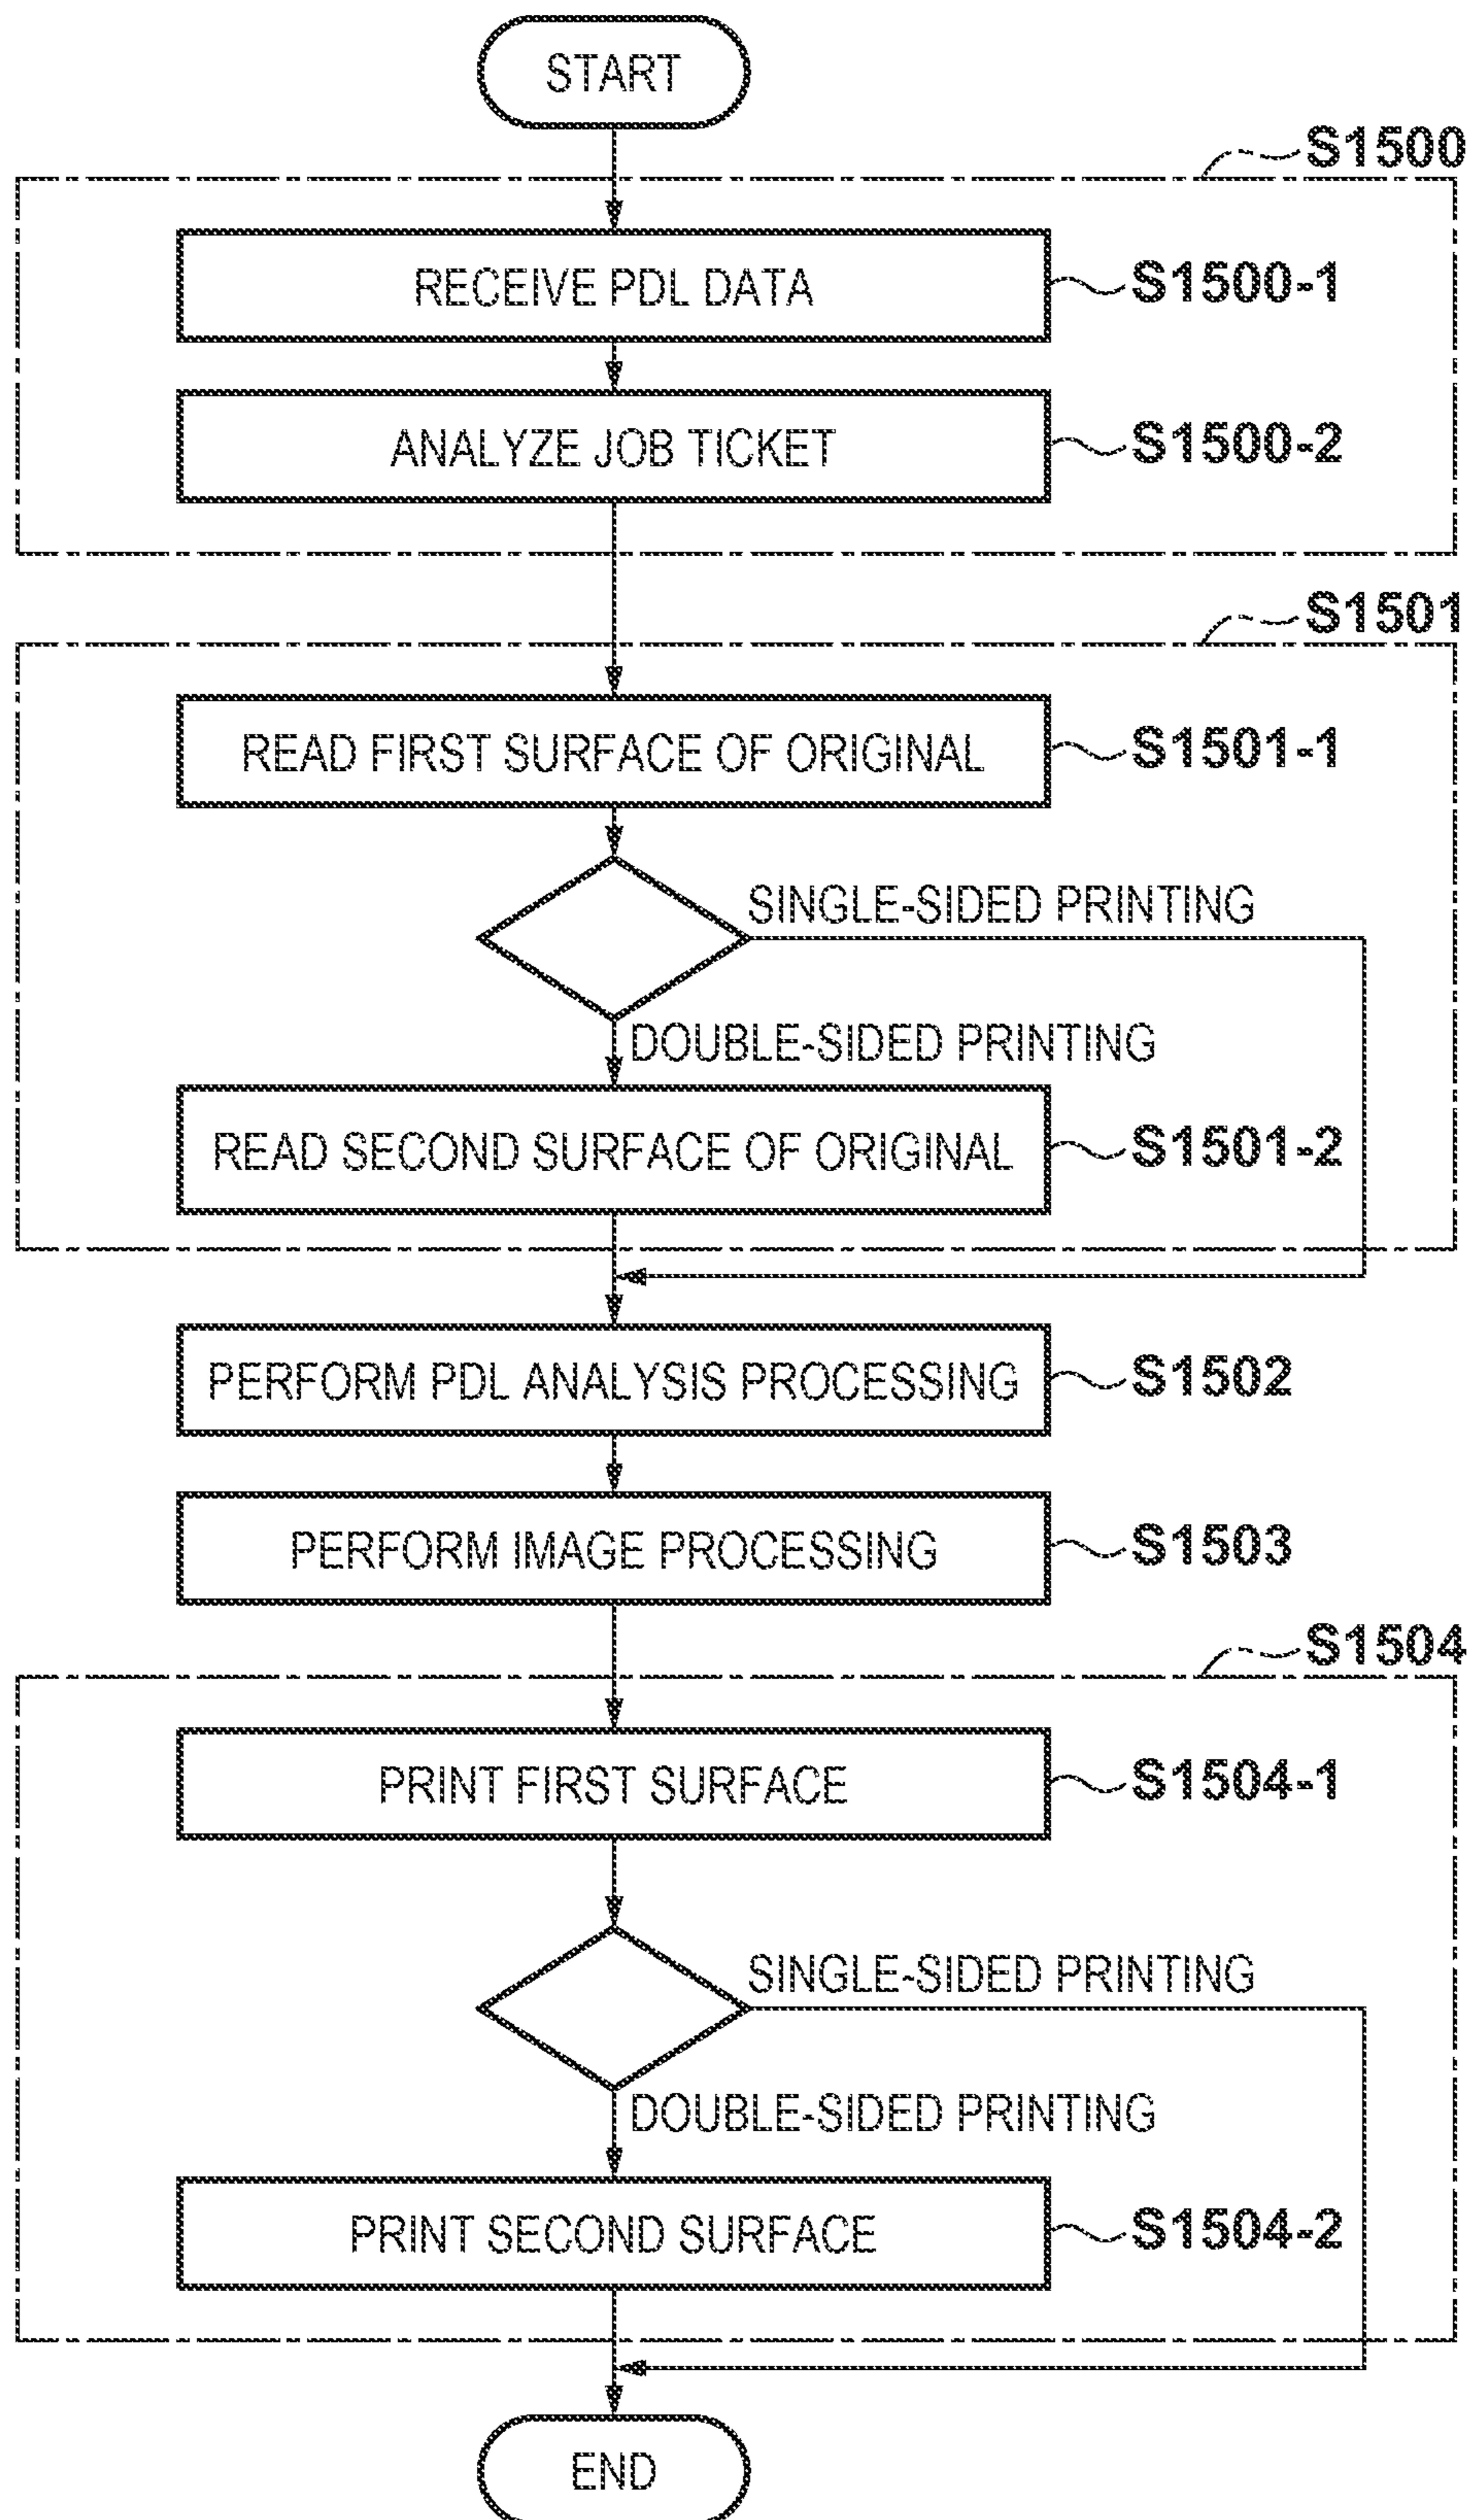 START
S1500
RECEIVE PDL DATA
S1500-1
ANALYZE JOB TICKET
S1500-2
S1501
READ FIRST SURFACE OF ORIGINAL
S1501-1
SINGLE-SIDED PRINTING
DOUBLE-SIDED PRINTING
READ SECOND SURFACE OF ORIGINAL
S1501-2
PERFORM PDL ANALYSIS PROCESSING
S1502
PERFORM IMAGE PROCESSING
S1503
S1504
PRINT FIRST SURFACE
S1504-1
SINGLE-SIDED PRINTING
DOUBLE-SIDED PRINTING
PRINT SECOND SURFACE
S1504-2
END